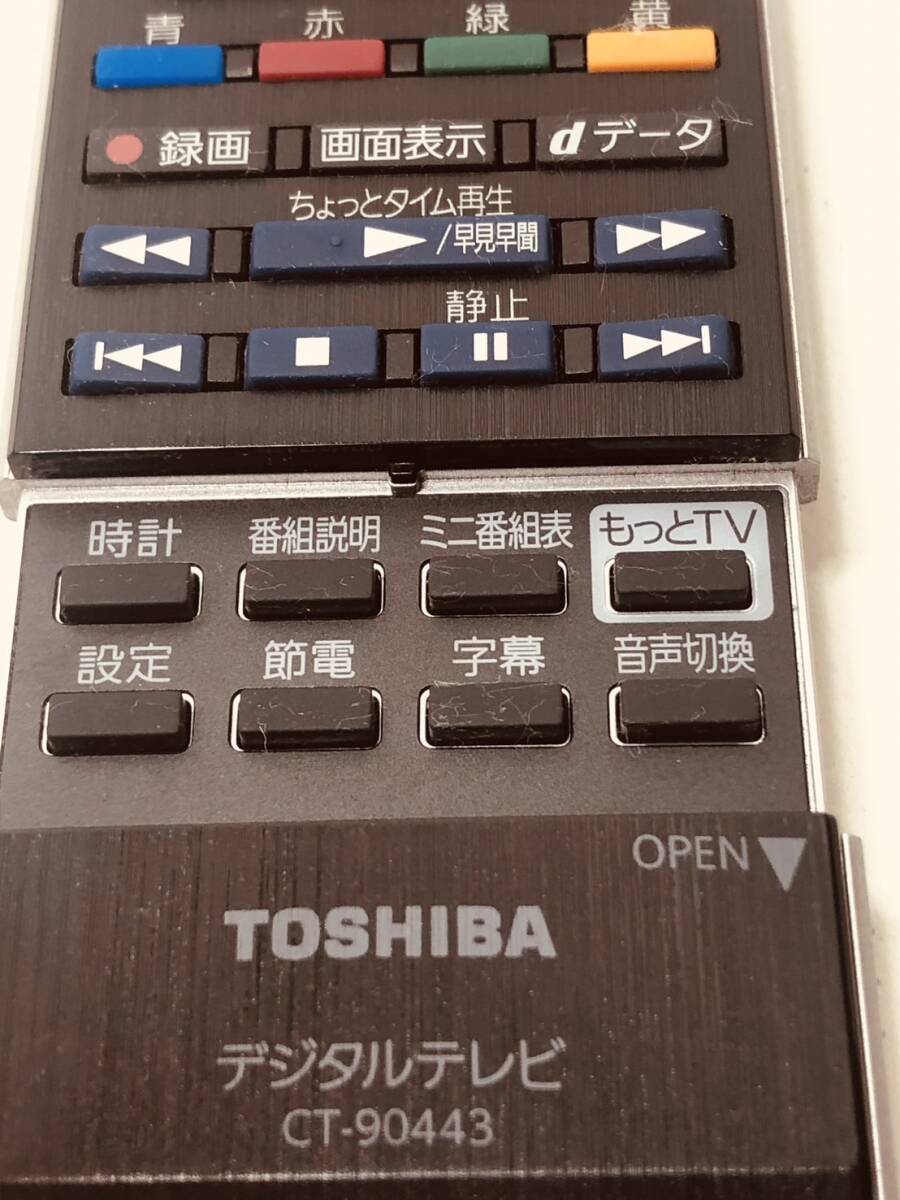 青 赤 緑 黄
録画 画面表示 dデータ
ちょっとタイム再生
/早見早聞
静止
時計 番組説明 ミニ番組表 もっとTV
設定 節電 字幕 音声切換
OPEN
TOSHIBA
デジタルテレビ
CT-90443